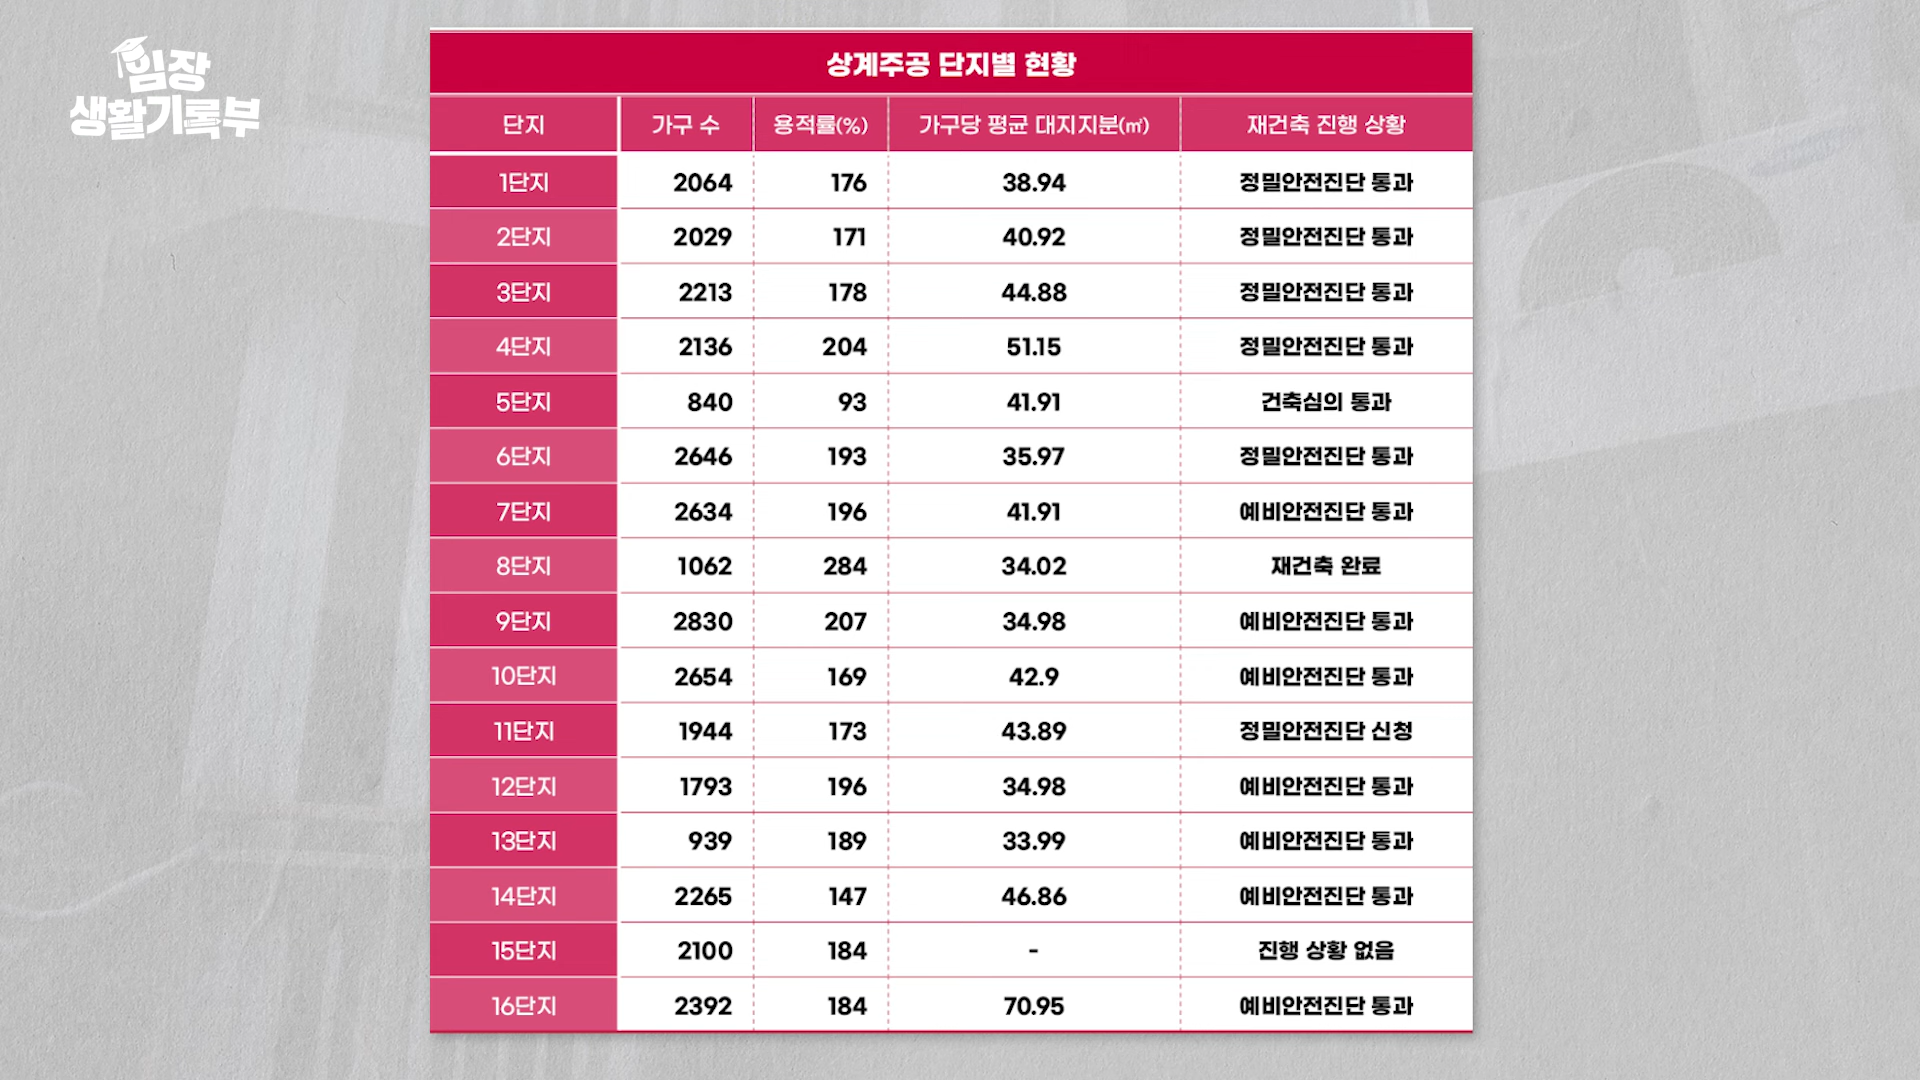 임장
생활기록부
상계주공 단지별 현황
단지 가구 수 용적률(%) 가구당 평균 대지지분(㎡) 재건축 진행 상황
1단지 2064 176 38.94 정밀안전진단 통과
2단지 2029 171 40.92 정밀안전진단 통과
3단지 2213 178 44.88 정밀안전진단 통과
4단지 2136 204 51.15 정밀안전진단 통과
5단지 840 93 41.91 건축심의 통과
6단지 2646 193 35.97 정밀안전진단 통과
7단지 2634 196 41.91 예비안전진단 통과
8단지 1062 284 34.02 재건축 완료
9단지 2830 207 34.98 예비안전진단 통과
10단지 2654 169 42.9 예비안전진단 통과
11단지 1944 173 43.89 정밀안전진단 신청
12단지 1793 196 34.98 예비안전진단 통과
13단지 939 189 33.99 예비안전진단 통과
14단지 2265 147 46.86 예비안전진단 통과
15단지 2100 184 - 진행 상황 없음
16단지 2392 184 70.95 예비안전진단 통과